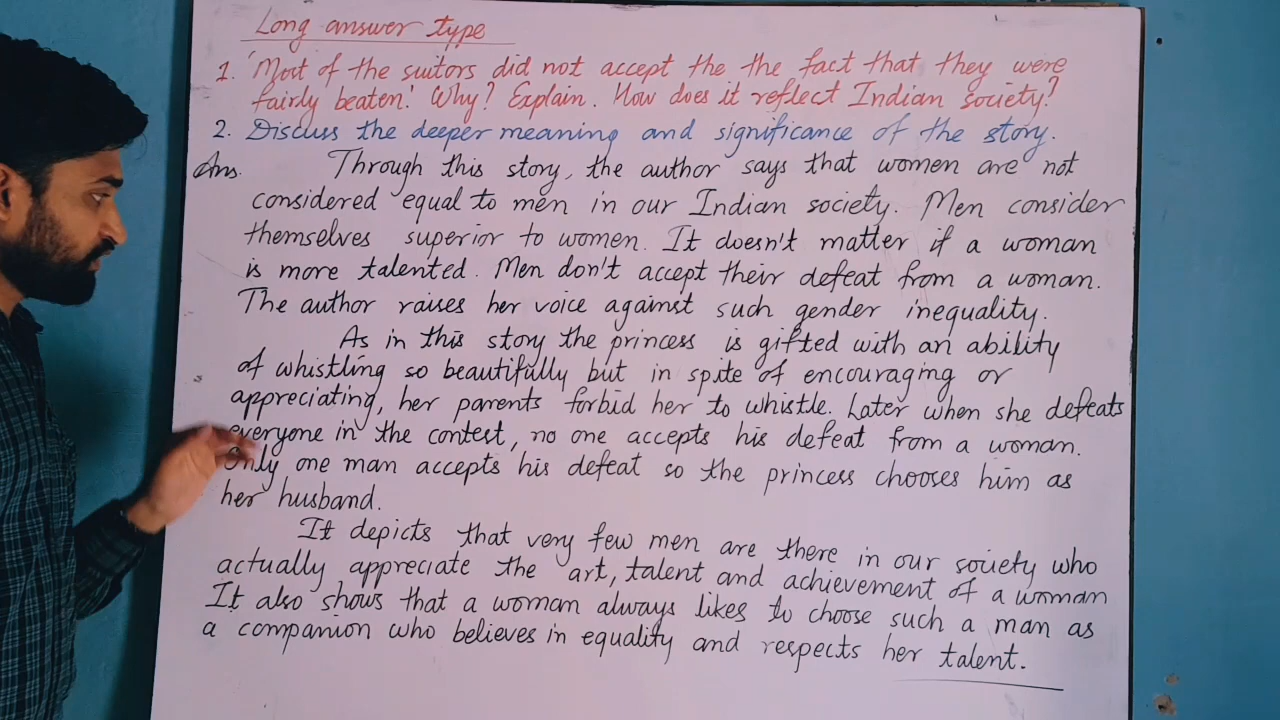 Long answer type
1. 'Most of the suitors did not accept the the fact that they were
fairly beaten.' Why? Explain. How does it reflect Indian society?
2. Discuss the deeper meaning and significance of the story.
Ans. Through this story, the author says that women are not
considered equal to men in our Indian society. Men consider
themselves superior to women. It doesn't matter if a woman
is more talented. Men don't accept their defeat from a woman.
The author raises her voice against such gender inequality.
As in this story the princess is gifted with an ability
of whistling so beautifully but in spite of encouraging or
appreciating, her parents forbid her to whistle. Later when she defeats
everyone in the contest, no one accepts his defeat from a woman.
Only one man accepts his defeat so the princess chooses him as
her husband.
It depicts that very few men are there in our society who
actually appreciate the art, talent and achievement of a woman
It also shows that a woman always likes to choose such a man as
a companion who believes in equality and respects her talent.